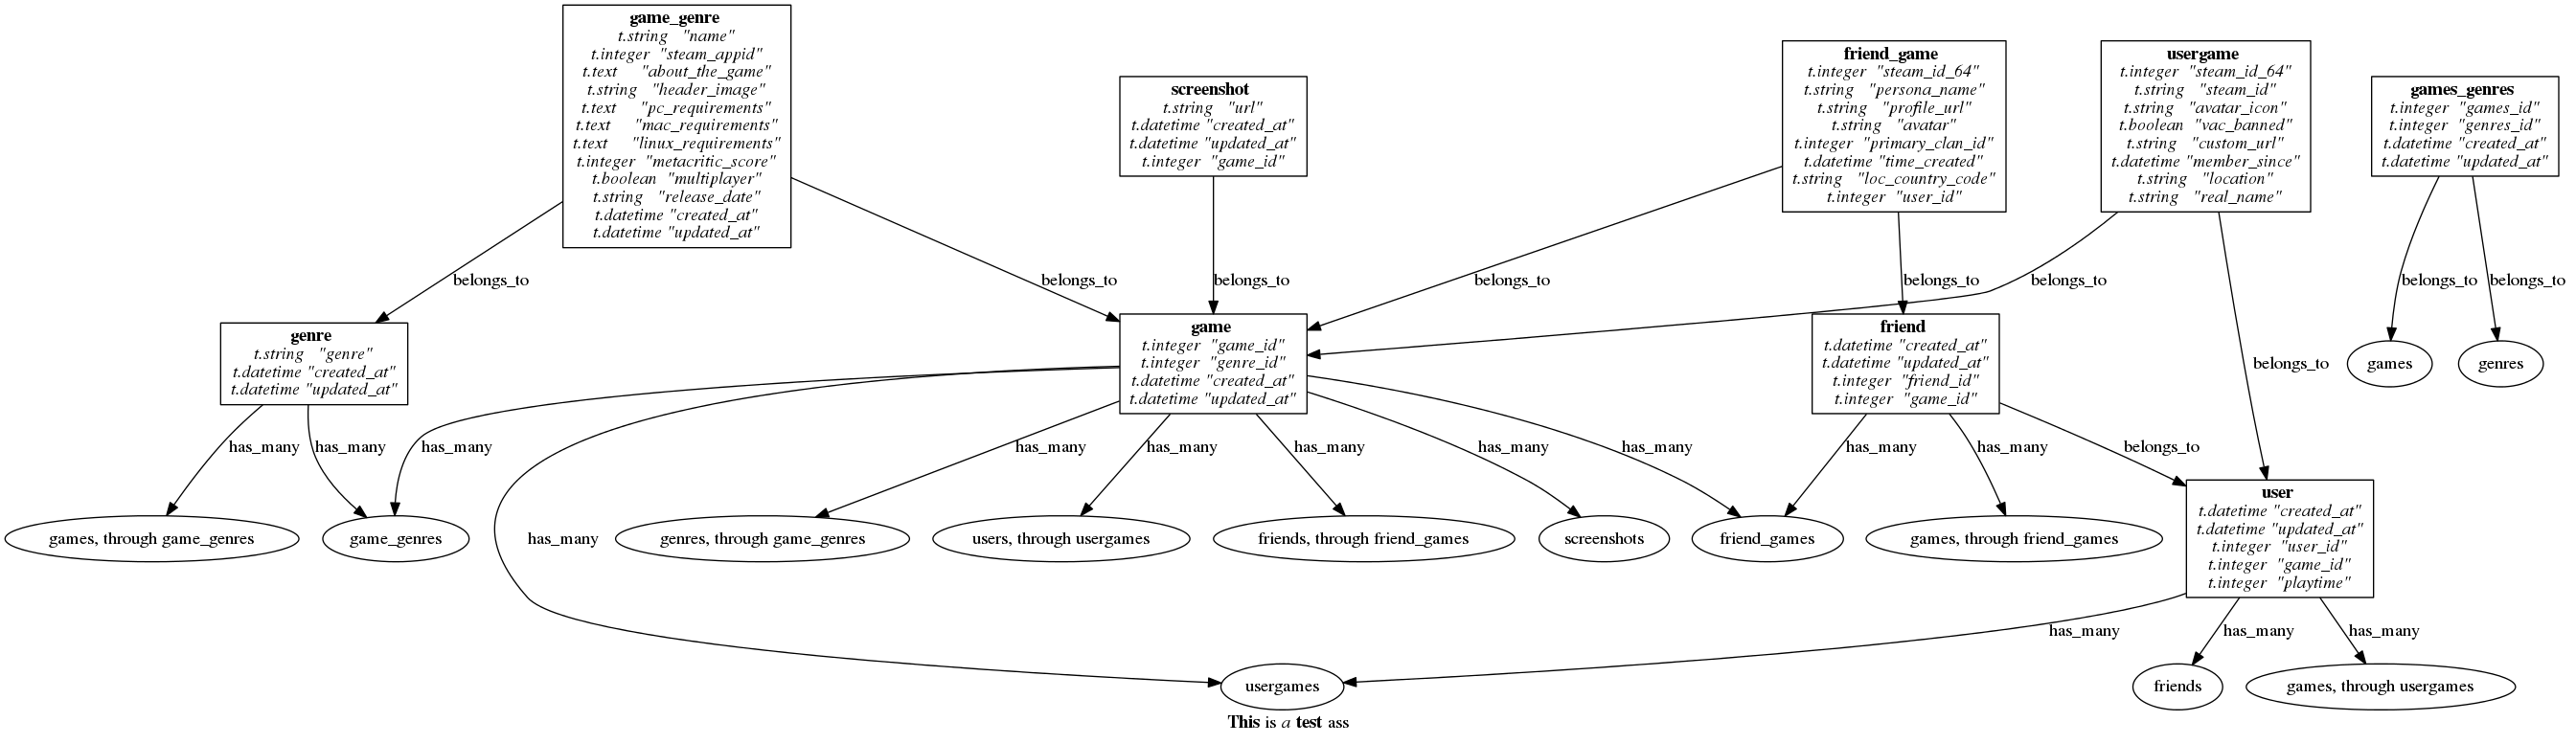 game_genre
t.string "name"
t.integer "steam_appid"
t.text "about_the_game"
t.string "header_image"
t.text "pc_requirements"
t.text "mac_requirements"
t.text "linux_requirements"
t.integer "metacritic_score"
t.boolean "multiplayer"
t.string "release_date"
t.datetime "created_at"
t.datetime "updated_at"
screenshot
t.string "url"
t.datetime "created_at"
t.datetime "updated_at"
t.integer "game_id"
friend_game
t.integer "steam_id_64"
t.string "persona_name"
t.string "profile_url"
t.string "avatar"
t.integer "primary_clan_id"
t.datetime "time_created"
t.string "loc_country_code"
t.integer "user_id"
usergame
t.integer "steam_id_64"
t.string "steam_id"
t.string "avatar_icon"
t.boolean "vac_banned"
t.string "custom_url"
t.datetime "member_since"
t.string "location"
t.string "real_name"
games_genres
t.integer "games_id"
t.integer "genres_id"
t.datetime "created_at"
t.datetime "updated_at"
belongs_to
belongs_to
belongs_to
belongs_to
belongs_to
belongs_to
belongs_to
belongs_to
genre
t.string "genre"
t.datetime "created_at"
t.datetime "updated_at"
game
t.integer "game_id"
t.integer "genre_id"
t.datetime "created_at"
t.datetime "updated_at"
friend
t.datetime "created_at"
t.datetime "updated_at"
t.integer "friend_id"
t.integer "game_id"
belongs_to
games
genres
has_many
has_many
has_many
has_many
has_many
has_many
has_many
has_many
has_many
has_many
belongs_to
games, through game_genres
game_genres
has_many
genres, through game_genres
users, through usergames
friends, through friend_games
screenshots
friend_games
games, through friend_games
user
t.datetime "created_at"
t.datetime "updated_at"
t.integer "user_id"
t.integer "game_id"
t.integer "playtime"
has_many
has_many
has_many
usergames
friends
games, through usergames
This is a test ass